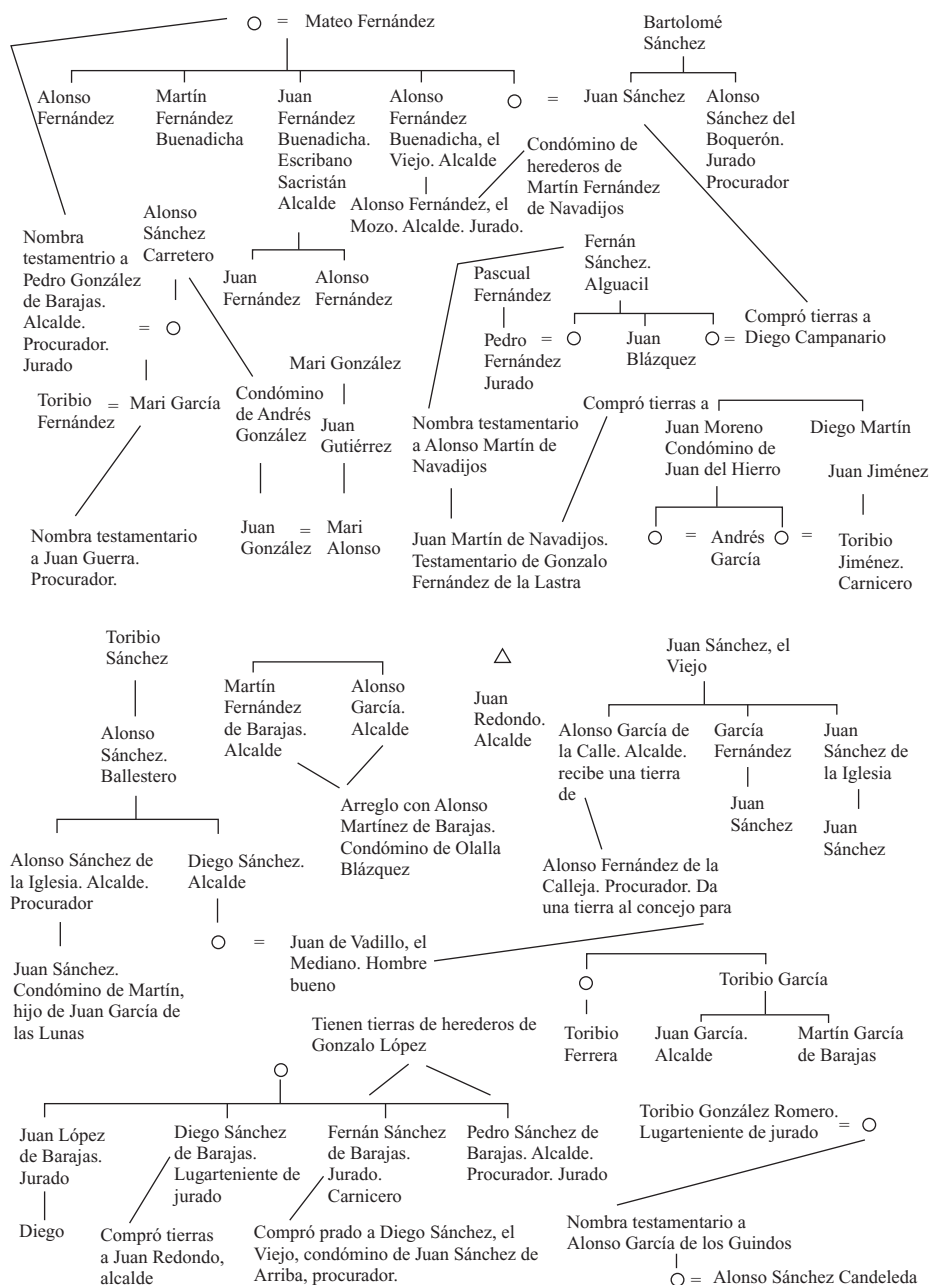 = Mateo Fernández
Bartolomé
Sánchez
Alonso
Fernández
Martín
Fernández
Buenadicha
Juan
Fernández
Buenadicha.
Escribano
Sacristán
Alcalde
Alonso
Fernández
Buenadicha, el
Viejo. Alcalde
= Juan Sánchez
Alonso
Sánchez del
Boquerón.
Jurado
Procurador
Condómino de
herederos de
Martín Fernández
de Navadijos
Alonso Fernández, el
Mozo. Alcalde. Jurado.
Juan
Fernández
Alonso
Fernández
Nombra
testamentrio a
Pedro González
de Barajas.
Alcalde.
Procurador.
Jurado
=
Alonso
Sánchez
Carretero
Toribio
Fernández
= Mari García
Nombra testamentario
a Juan Guerra.
Procurador.
Condómino
de Andrés
González
Juan
González
=
Mari González
Juan
Gutiérrez
Mari
Alonso
Pascual
Fernández
Pedro
Fernández
Jurado
=
Fernán
Sánchez.
Alguacil
Juan
Blázquez
=
Compró tierras a
Diego Campanario
Nombra testamentario
a Alonso Martín de
Navadijos
Compró tierras a
Juan Martín de Navadijos.
Testamentario de Gonzalo
Fernández de la Lastra
Juan Moreno
Condómino de
Juan del Hierro
Diego Martín
= Andrés
García
=
Juan Jiménez
Toribio
Jiménez.
Carnicero
Toribio
Sánchez
Alonso
Sánchez.
Ballestero
Alonso Sánchez de
la Iglesia. Alcalde.
Procurador
Diego Sánchez.
Alcalde
Juan Sánchez.
Condómino de Martín,
hijo de Juan García de
las Lunas
= Juan de Vadillo, el
Mediano. Hombre
bueno
Martín
Fernández
de Barajas.
Alcalde
Alonso
García.
Alcalde
Arreglo con Alonso
Martínez de Barajas.
Condómino de Olalla
Blázquez
Juan
Redondo.
Alcalde
Juan Sánchez, el
Viejo
Alonso García de
la Calle. Alcalde.
recibe una tierra
de
García
Fernández
Juan
Sánchez de
la Iglesia
Juan
Sánchez
Juan
Sánchez
Alonso Fernández de la
Calleja. Procurador. Da
una tierra al concejo para
Toribio García
Toribio
Ferrera
Juan García.
Alcalde
Martín García
de Barajas
Tienen tierras de herederos de
Gonzalo López
Juan López
de Barajas.
Jurado
Diego Sánchez
de Barajas.
Lugarteniente de
jurado
Fernán Sánchez
de Barajas.
Jurado.
Carnicero
Pedro Sánchez de
Barajas. Alcalde.
Procurador. Jurado
Diego
Compró tierras
a Juan Redondo,
alcalde
Compró prado a Diego Sánchez, el
Viejo, condómino de Juan Sánchez de
Arriba, procurador.
Toribio González Romero.
Lugarteniente de jurado
=
Nombra testamentario a
Alonso García de los Guindos
= Alonso Sánchez Candeleda